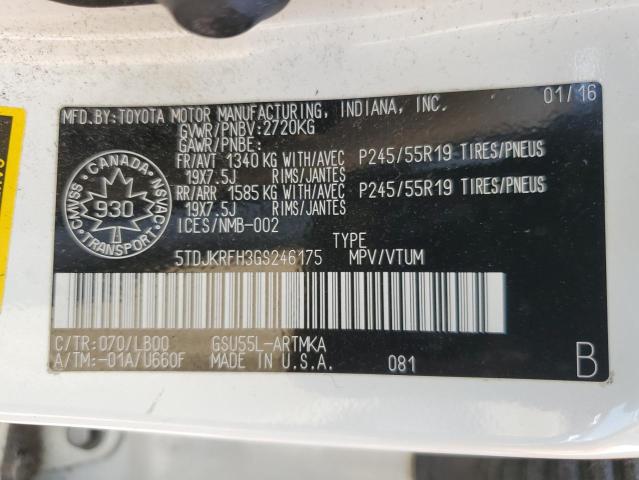 MFD.BY:TOYOTA MOTOR MANUFACTURING, INDIANA, INC. 01/16
GVWR/PNBV:2720KG
GAWR/PNBE:
FR/AVT 1340 KG WITH/AVEC P245/55R19 TIRES/PNEUS
19X7.5J RIMS/JANTES
RR/ARR 1585 KG WITH/AVEC P245/55R19 TIRES/PNEUS
19X7.5J RIMS/JANTES
ICES/NMB-002
CANADA
CMVSS NSVAC
930
TRANSPORT
TYPE
5TDJKRFH3GS246175 MPV/VTUM
C/TR:070/LB00 GSU55L-ARTMKA
A/TM:-01A/U660F MADE IN U.S.A. 081 B